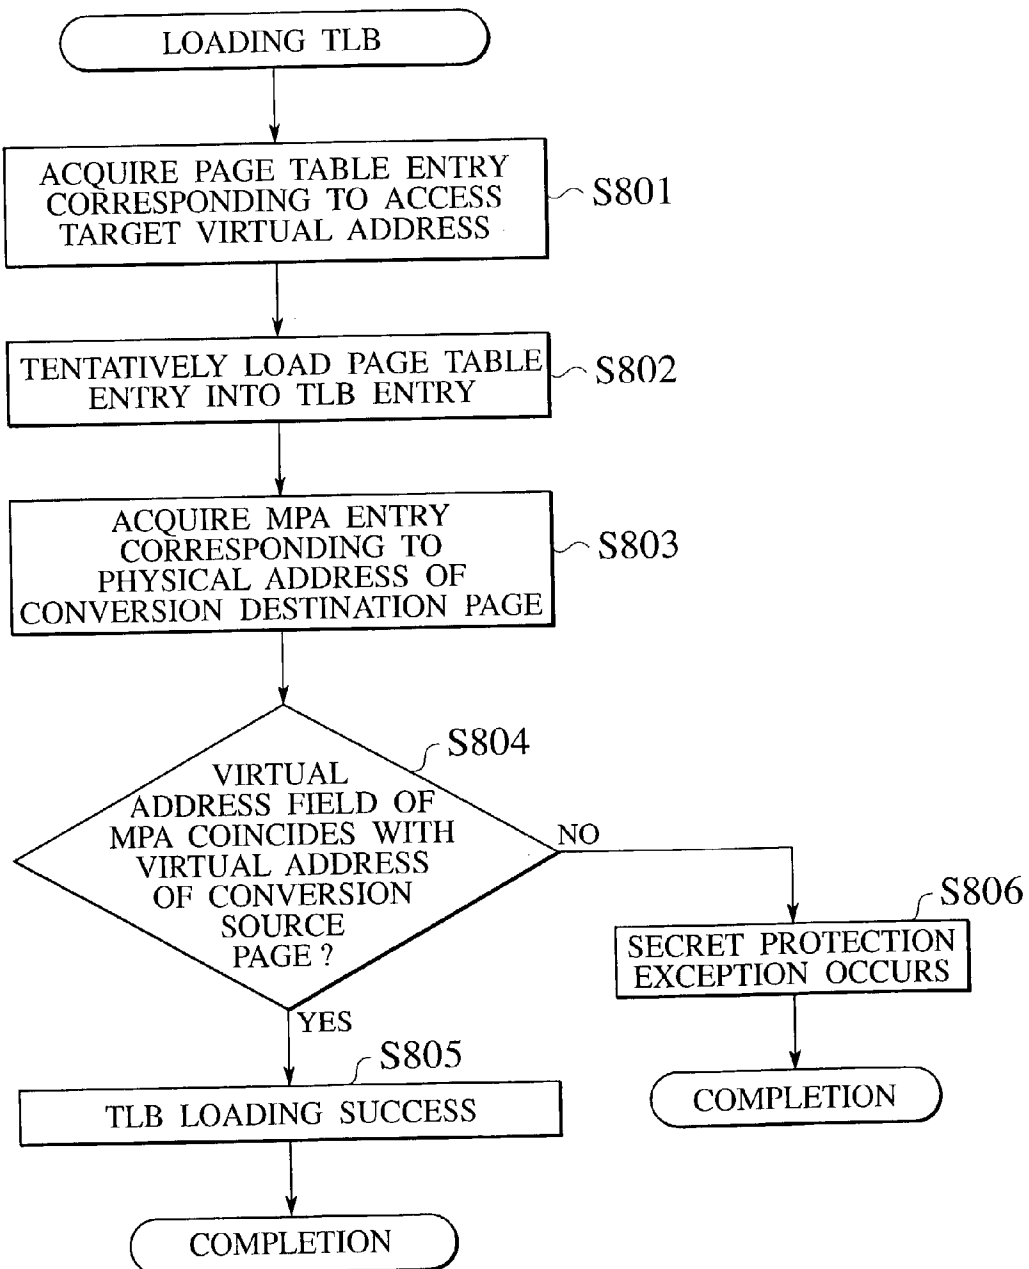 LOADING TLB
ACQUIRE PAGE TABLE ENTRY
CORRESPONDING TO ACCESS
TARGET VIRTUAL ADDRESS
S801
TENTATIVELY LOAD PAGE TABLE
ENTRY INTO TLB ENTRY
S802
ACQUIRE MPA ENTRY
CORRESPONDING TO
PHYSICAL ADDRESS OF
CONVERSION DESTINATION PAGE
S803
S804
VIRTUAL
ADDRESS FIELD OF
MPA COINCIDES WITH
VIRTUAL ADDRESS
OF CONVERSION
SOURCE
PAGE ?
NO
YES
S806
SECRET PROTECTION
EXCEPTION OCCURS
COMPLETION
S805
TLB LOADING SUCCESS
COMPLETION